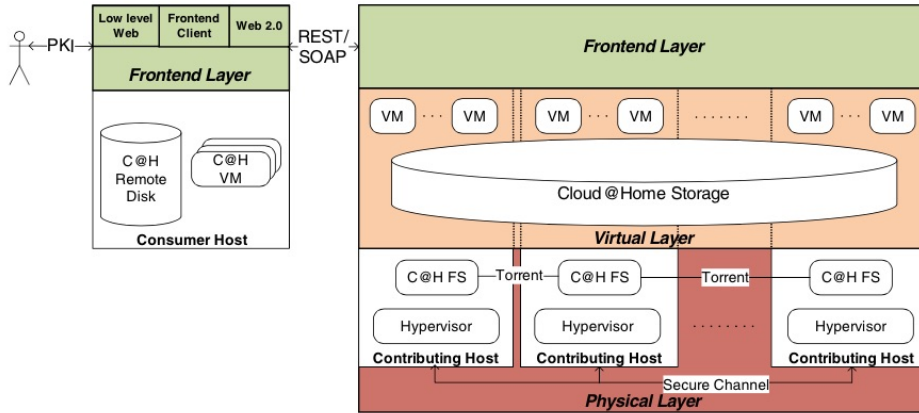 PKI
Low level
Web
Frontend
Client
Web 2.0
Frontend Layer
C@H
Remote
Disk
C@H
VM
Consumer Host
REST/
SOAP
Frontend Layer
VM ... VM VM ... VM ........ VM ... VM
Cloud@Home Storage
Virtual Layer
C@H FS Torrent C@H FS Torrent C@H FS
Hypervisor Hypervisor ........ Hypervisor
Contributing Host Contributing Host Contributing Host
Secure Channel
Physical Layer